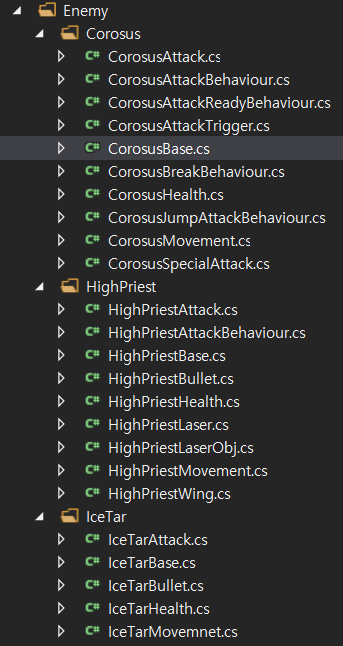 Enemy
Corosus
C# CorosusAttack.cs
C# CorosusAttackBehaviour.cs
C# CorosusAttackReadyBehaviour.cs
C# CorosusAttackTrigger.cs
C# CorosusBase.cs
C# CorosusBreakBehaviour.cs
C# CorosusHealth.cs
C# CorosusJumpAttackBehaviour.cs
C# CorosusMovement.cs
C# CorosusSpecialAttack.cs
HighPriest
C# HighPriestAttack.cs
C# HighPriestAttackBehaviour.cs
C# HighPriestBase.cs
C# HighPriestBullet.cs
C# HighPriestHealth.cs
C# HighPriestLaser.cs
C# HighPriestLaserObj.cs
C# HighPriestMovement.cs
C# HighPriestWing.cs
IceTar
C# IceTarAttack.cs
C# IceTarBase.cs
C# IceTarBullet.cs
C# IceTarHealth.cs
C# IceTarMovemnet.cs